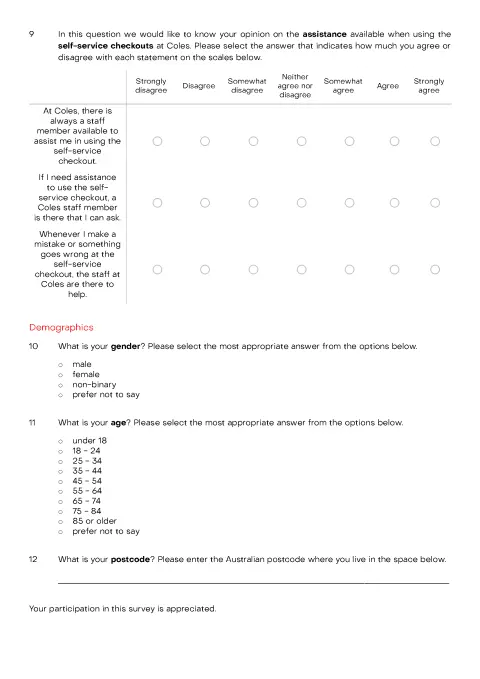 9 In this question we would like to know your opinion on the assistance available when using the
self-service checkouts at Coles. Please select the answer that indicates how much you agree or
disagree with each statement on the scales below.
Strongly disagree Disagree Somewhat disagree Neither agree nor disagree Somewhat agree Agree Strongly agree
At Coles, there is
always a staff
member available to
assist me in using the
self-service
checkout.
If I need assistance
to use the self-
service checkout, a
Coles staff member
is there that I can ask.
Whenever I make a
mistake or something
goes wrong at the
self-service
checkout, the staff at
Coles are there to
help.
Demographics
10 What is your gender? Please select the most appropriate answer from the options below.
o male
o female
o non-binary
o prefer not to say
11 What is your age? Please select the most appropriate answer from the options below.
o under 18
o 18 - 24
o 25 - 34
o 35 - 44
o 45 - 54
o 55 - 64
o 65 - 74
o 75 - 84
o 85 or older
o prefer not to say
12 What is your postcode? Please enter the Australian postcode where you live in the space below.
Your participation in this survey is appreciated.